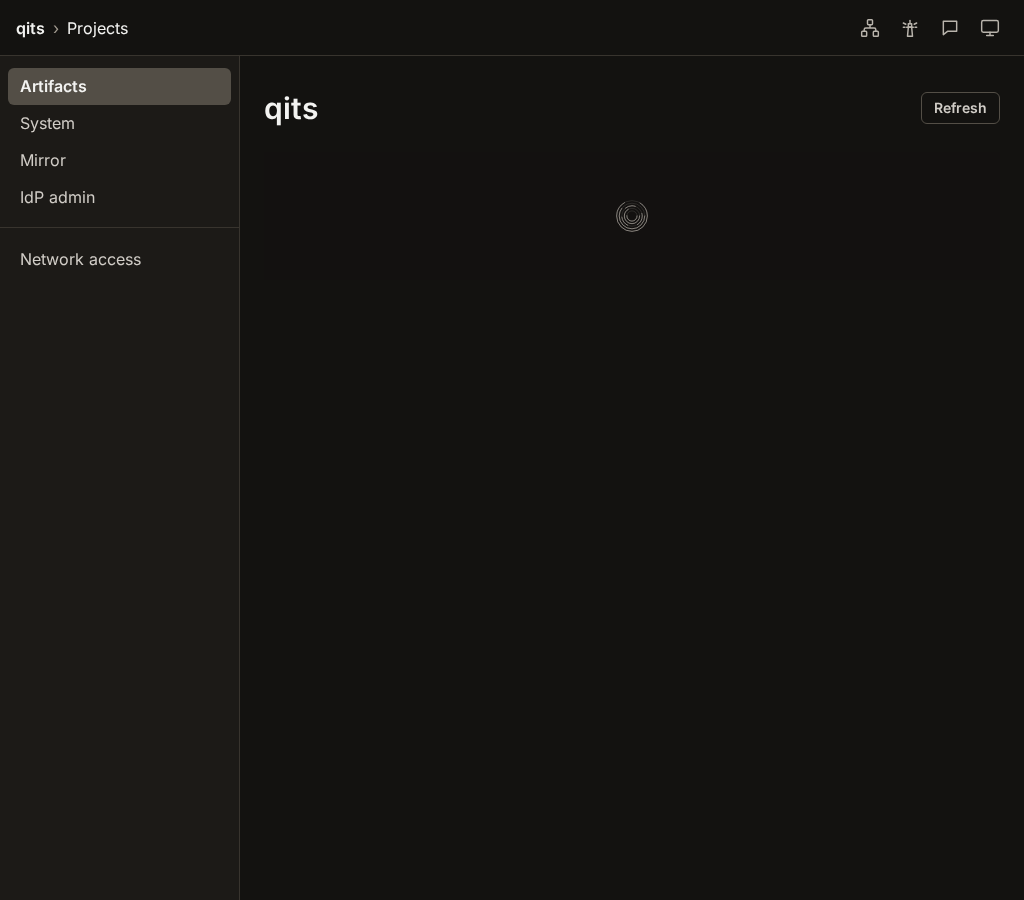 qits › Projects
Artifacts
System
Mirror
IdP admin
Network access
qits
Refresh